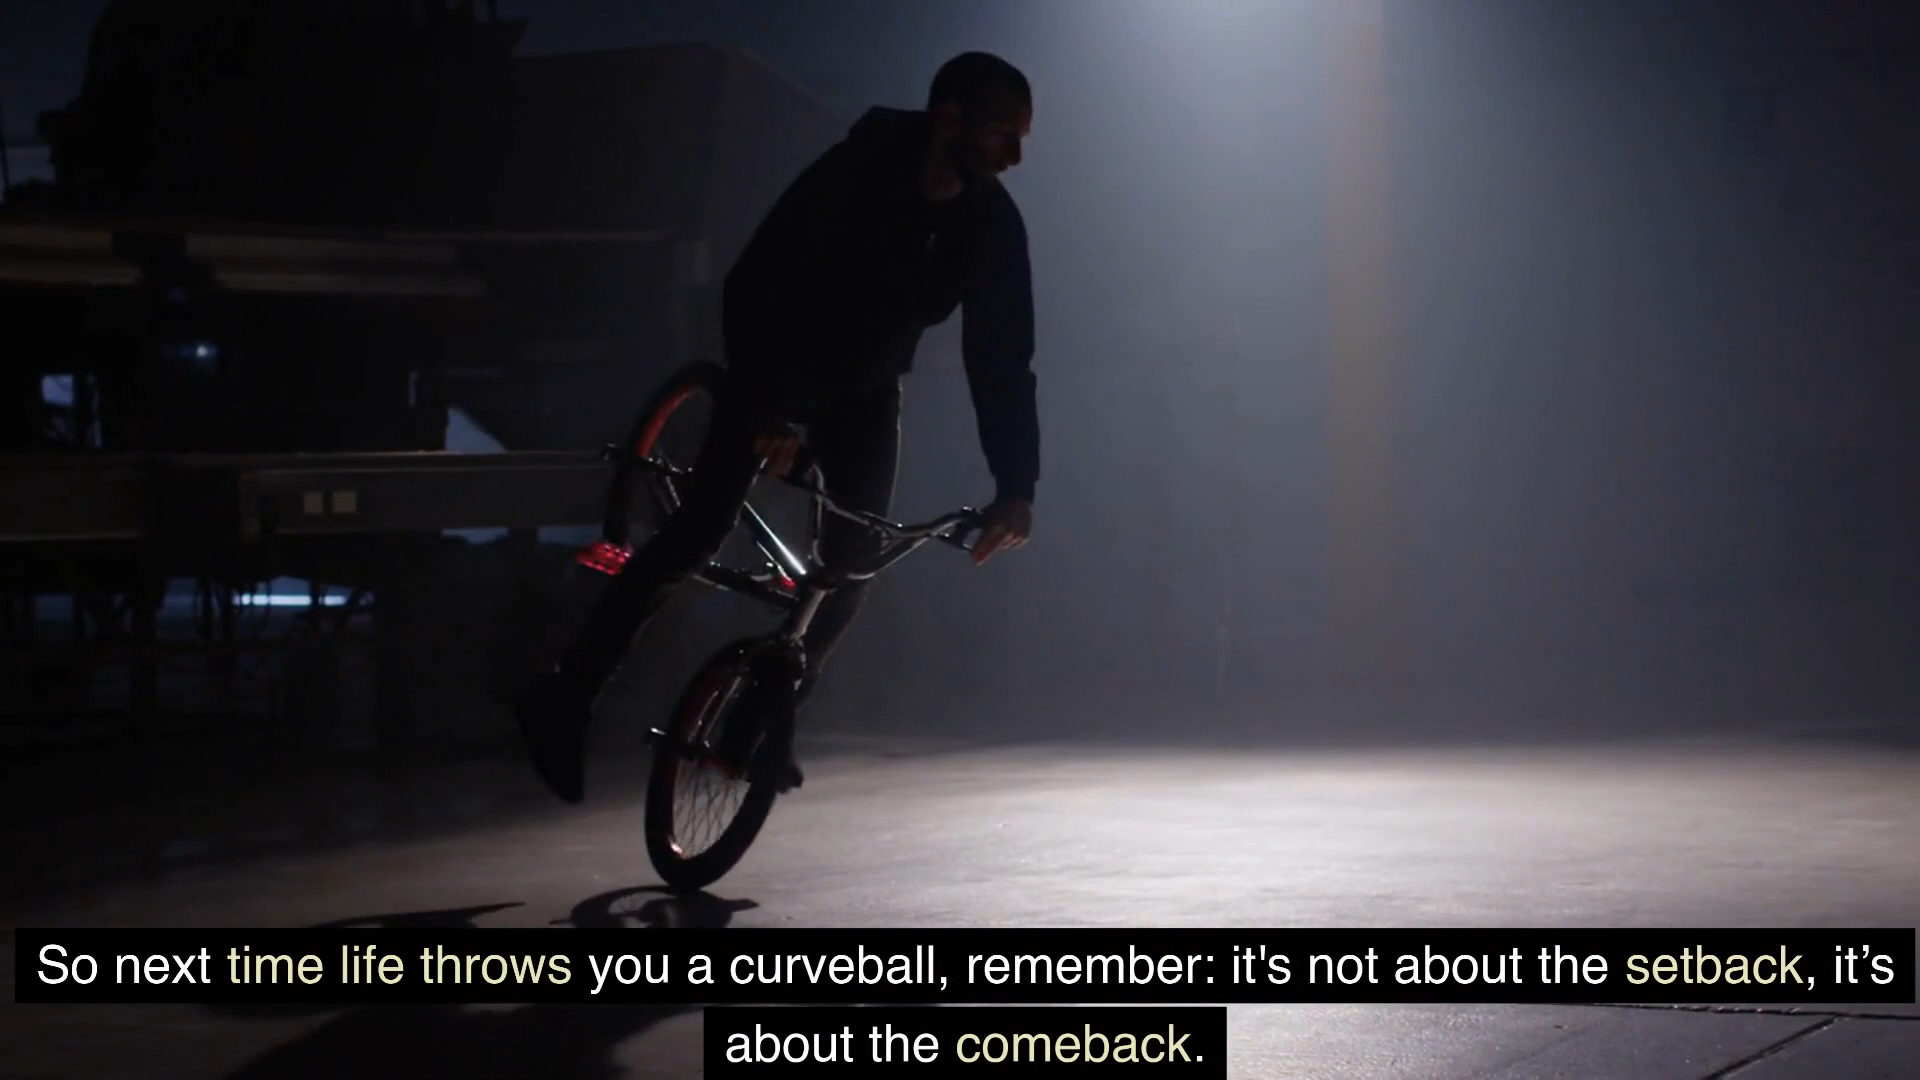 So next time life throws you a curveball, remember: it's not about the setback, it’s
about the comeback.